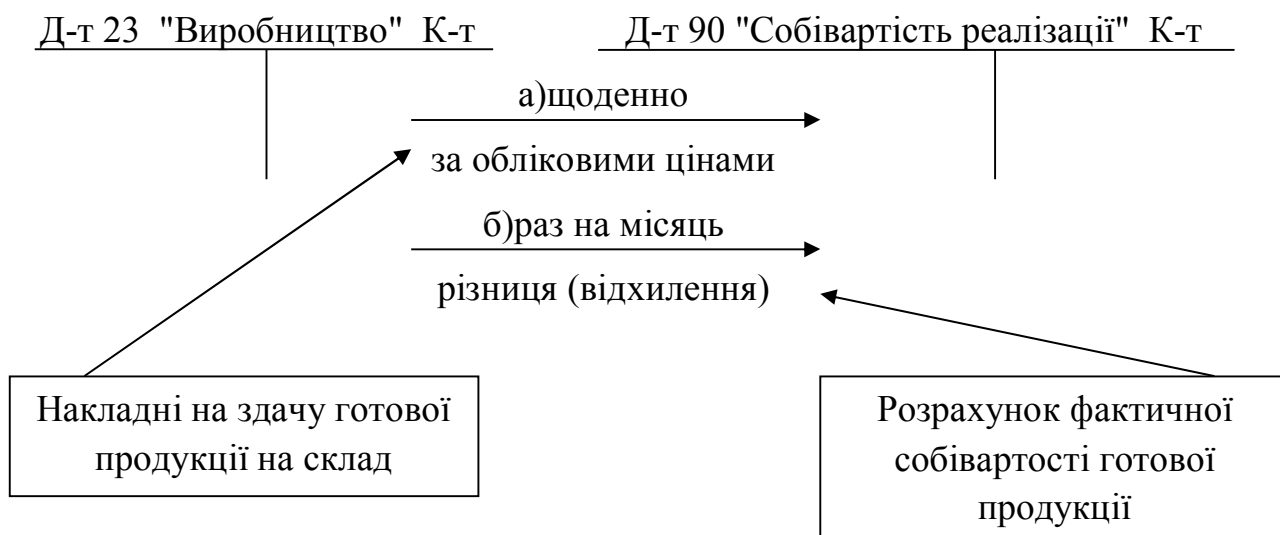 Д-т 23 "Виробництво" К-т
Д-т 90 "Собівартість реалізації" К-т
а)щоденно
за обліковими цінами
б)раз на місяць
різниця (відхилення)
Накладні на здачу готової
продукції на склад
Розрахунок фактичної
собівартості готової
продукції